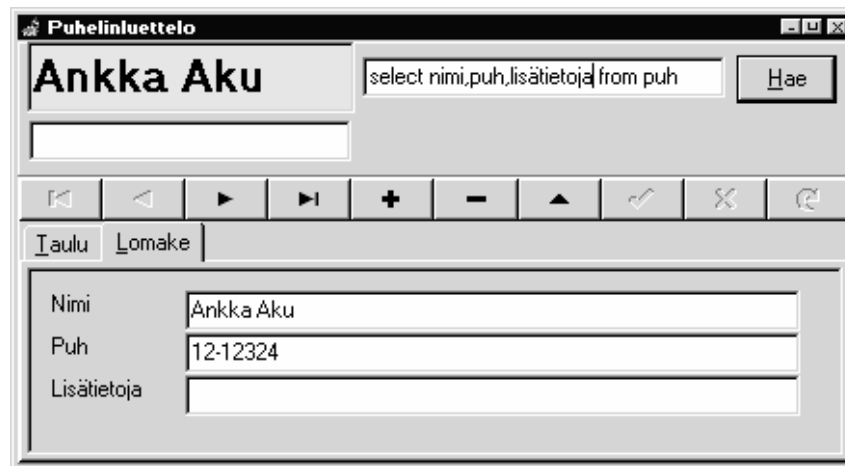 Puhelinluettelo
Ankka Aku
select nimi,puh,lisätietoja from puh
Hae
Taulu Lomake
Nimi Ankka Aku
Puh 12-12324
Lisätietoja